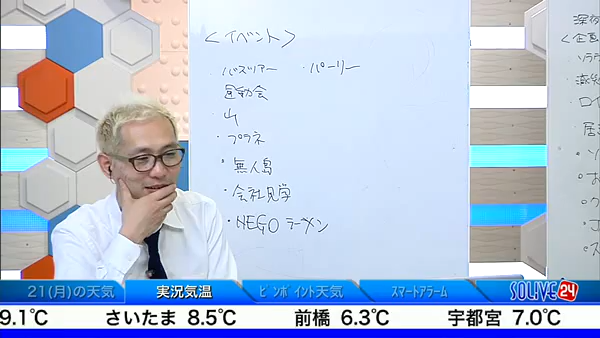 <イベント>
・バスツアー ・パーリー
運動会
・山
・プラネ
・無人島
・会社見学
・NEGOラーメン
深夜
<企画
21(月)の天気 実況気温 ピンポイント天気 スマートアラーム SOLiVE24
9.1℃ さいたま 8.5℃ 前橋 6.3℃ 宇都宮 7.0℃